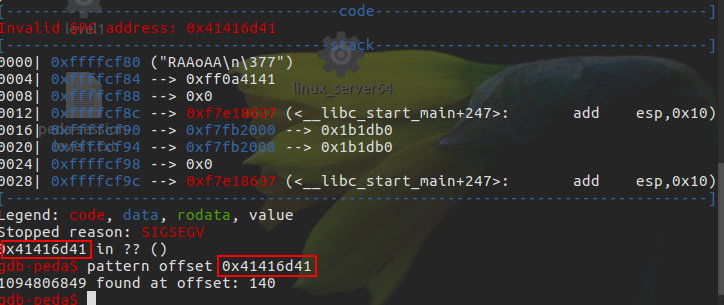 [------------------------------------code-------------------------------------]
Invalid $PC address: 0x41416d41
level1
[------------------------------------stack-------------------------------------]
0000| 0xffffcf80 ("RAAoAA\n\377")
0004| 0xffffcf84 --> 0xff0a4141
0008| 0xffffcf88 --> 0x0
linux_server64
0012| 0xffffcf8c --> 0xf7e18637 (<__libc_start_main+247>: add esp,0x10)
0016| 0xffffcf90 --> 0xf7fb2000 --> 0x1b1db0
0020| 0xffffcf94 --> 0xf7fb2000 --> 0x1b1db0
0024| 0xffffcf98 --> 0x0
0028| 0xffffcf9c --> 0xf7e18637 (<__libc_start_main+247>: add esp,0x10)
[------------------------------------------------------------------------------]
Legend: code, data, rodata, value
Stopped reason: SIGSEGV
0x41416d41 in ?? ()
gdb-peda$ pattern offset 0x41416d41
1094806849 found at offset: 140
gdb-peda$